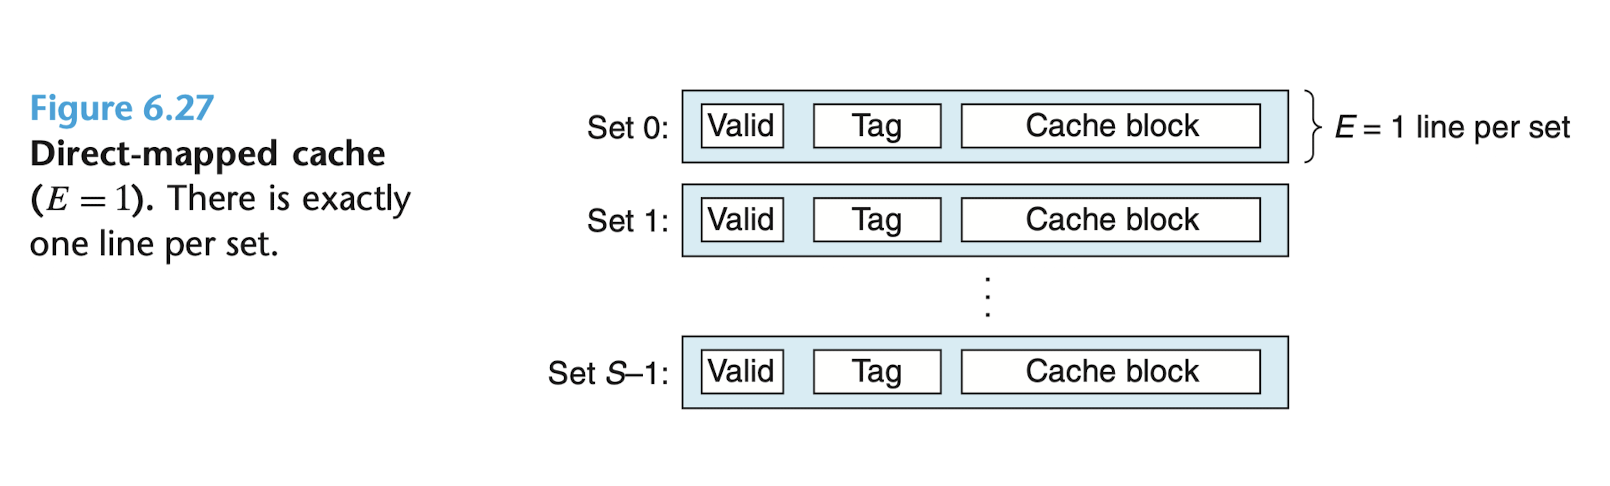 Figure 6.27
Direct-mapped cache
(E = 1). There is exactly
one line per set.
Set 0: Valid Tag Cache block E = 1 line per set
Set 1: Valid Tag Cache block
⋮
Set S–1: Valid Tag Cache block